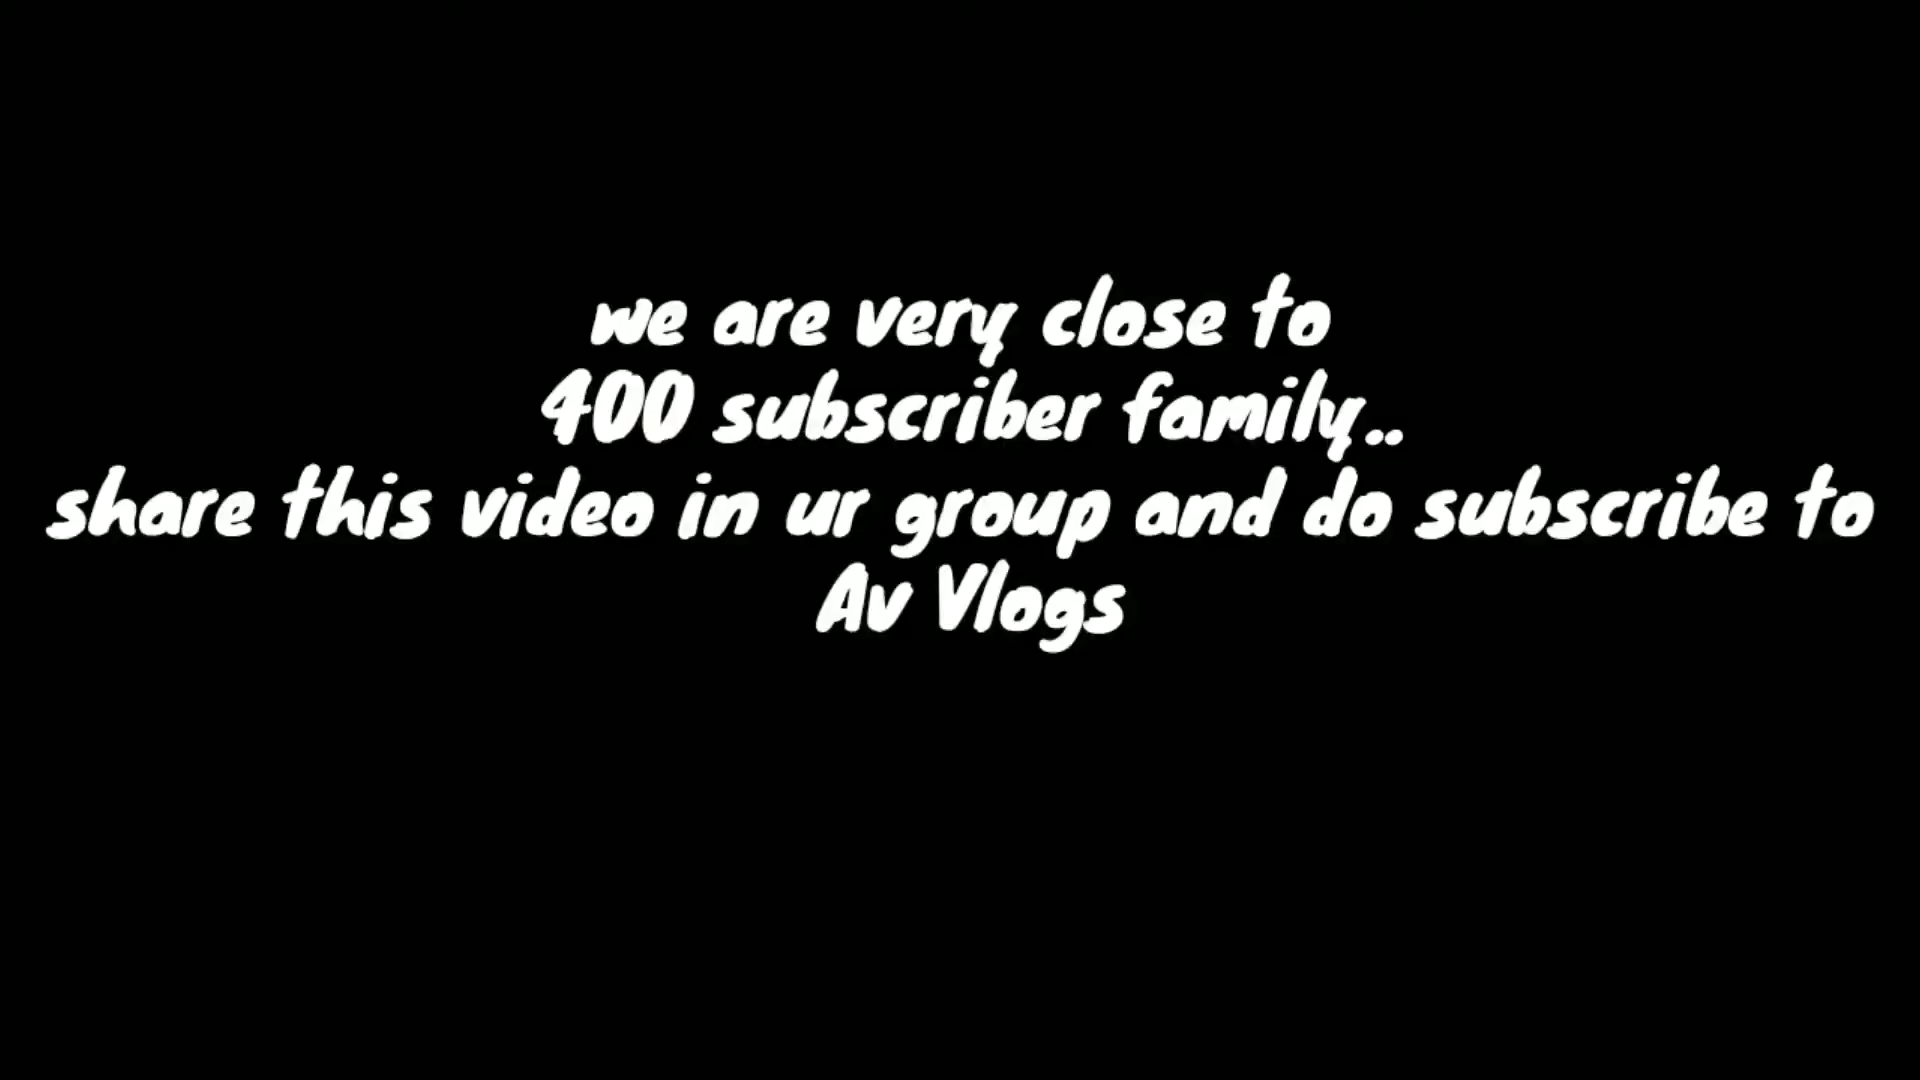 we are very close to
400 subscriber family..
share this video in ur group and do subscribe to
Av Vlogs